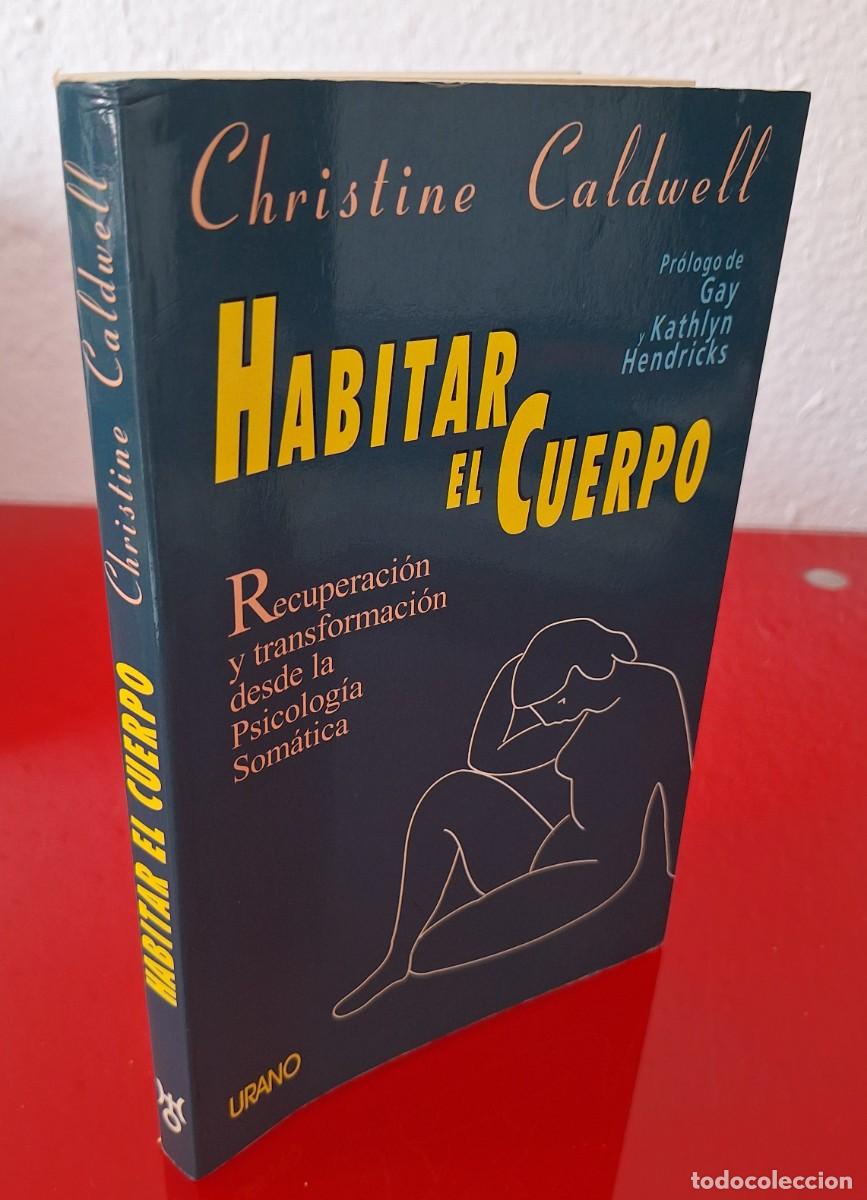 Christine Caldwell
Prólogo de
Gay
y Kathlyn
Hendricks
HABITAR
EL CUERPO
Recuperación
y transformación
desde la
Psicología
Somática
URANO
HABITAR EL CUERPO Christine Caldwell
todocoleccion